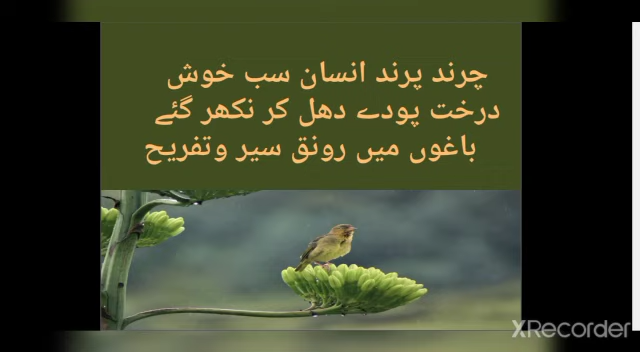 چرند پرند انسان سب خوش
درخت پودے دھل کر نکھر گئے
باغوں میں رونق سیر وتفریح
XRecorder